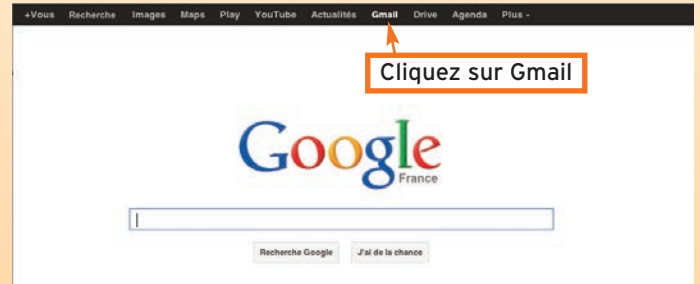 +Vous Recherche Images Maps Play YouTube Actualités Gmail Drive Agenda Plus -
Cliquez sur Gmail
Google
France
Recherche Google J'ai de la chance